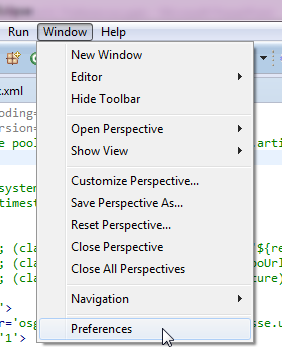 Run Window Help
New Window
Editor
Hide Toolbar
Open Perspective
Show View
Customize Perspective...
Save Perspective As...
Reset Perspective...
Close Perspective
Close All Perspectives
Navigation
Preferences
.xml
oding=
ersion=
e pool
arti
system
timest
; (cla
${re
; (cla
ooUrl
; (cla
ture)
">
r='osg
sse.u
'1'>